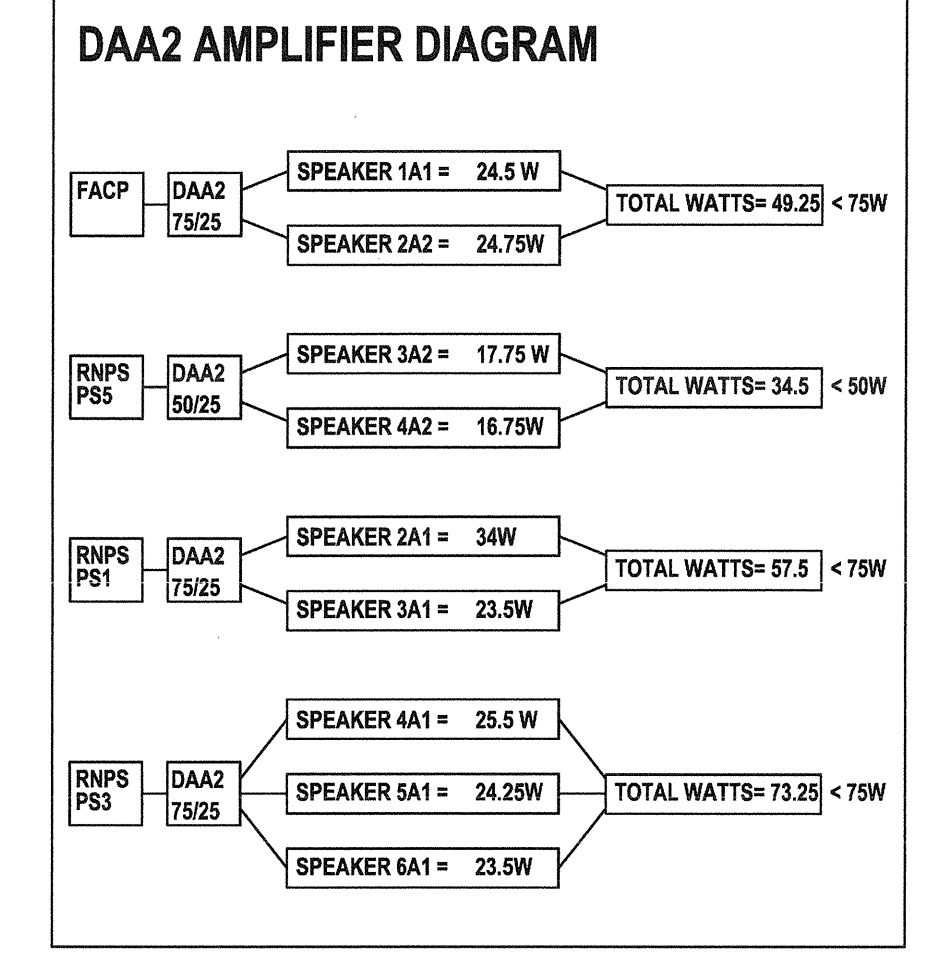 DAA2 AMPLIFIER DIAGRAM
FACP
DAA2
75/25
SPEAKER 1A1 = 24.5 W
SPEAKER 2A2 = 24.75W
TOTAL WATTS= 49.25 < 75W
RNPS
PS5
DAA2
50/25
SPEAKER 3A2 = 17.75 W
SPEAKER 4A2 = 16.75W
TOTAL WATTS= 34.5 < 50W
RNPS
PS1
DAA2
75/25
SPEAKER 2A1 = 34W
SPEAKER 3A1 = 23.5W
TOTAL WATTS= 57.5 < 75W
RNPS
PS3
DAA2
75/25
SPEAKER 4A1 = 25.5 W
SPEAKER 5A1 = 24.25W
SPEAKER 6A1 = 23.5W
TOTAL WATTS= 73.25 < 75W